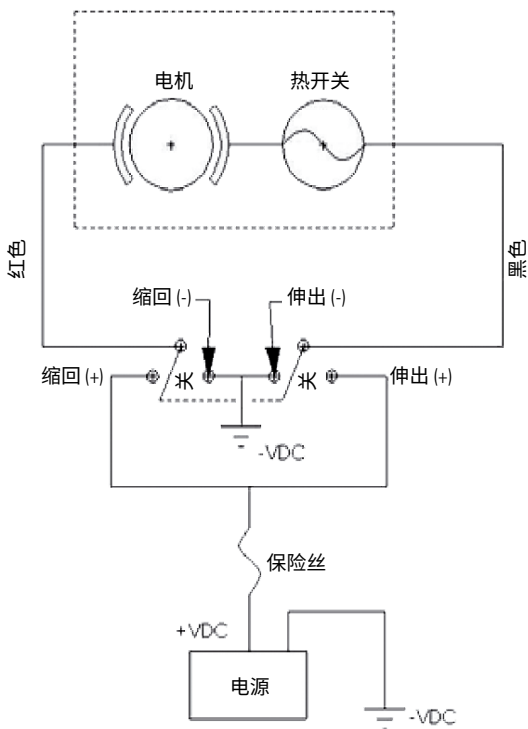 电机
热开关
红色
黑色
缩回 (-)
伸出 (-)
缩回 (+)
关
关
伸出 (+)
-VDC
保险丝
+VDC
电源
-VDC